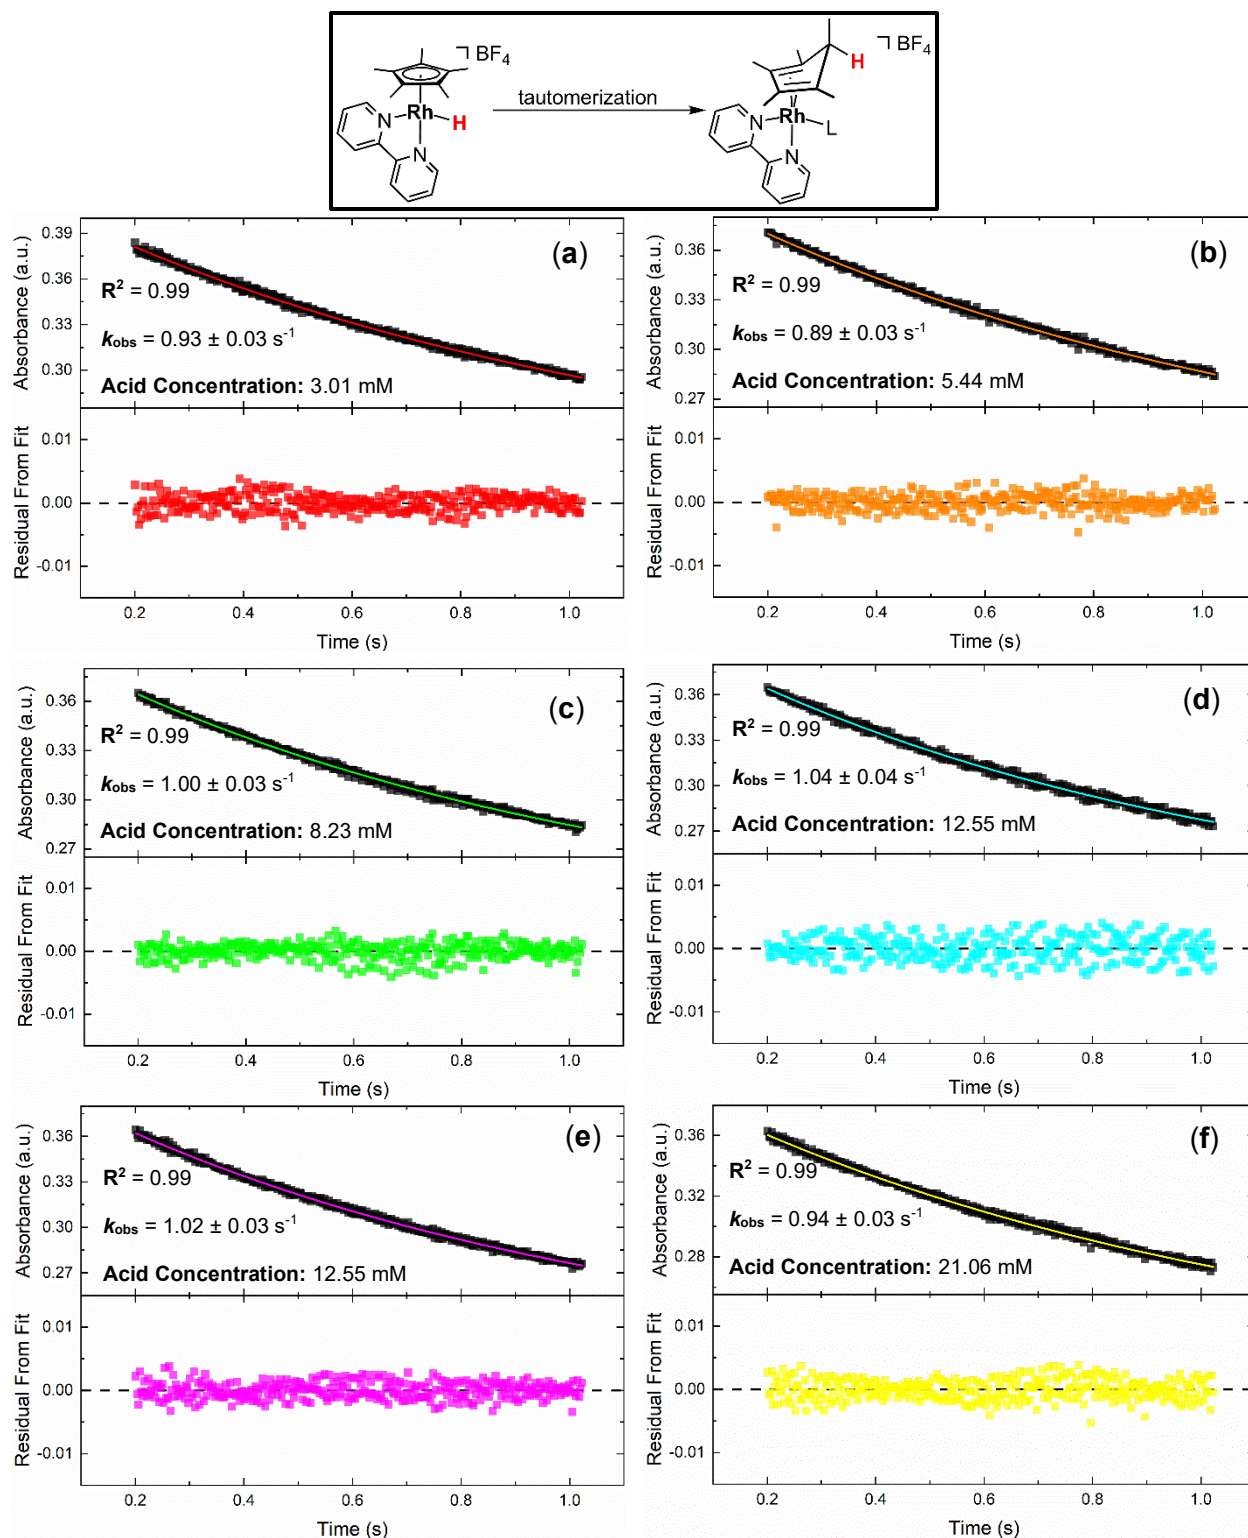 BF4
BF4
H
tautomerization
N
Rh
H
N
N
Rh
L
N
(a)
R2 = 0.99
kobs = 0.93 ± 0.03 s-1
Acid Concentration: 3.01 mM
Absorbance (a.u.)
0.39
0.36
0.33
0.30
Residual From Fit
0.01
0.00
-0.01
0.2 0.4 0.6 0.8 1.0
Time (s)
(b)
R2 = 0.99
kobs = 0.89 ± 0.03 s-1
Acid Concentration: 5.44 mM
Absorbance (a.u.)
0.36
0.33
0.30
0.27
Residual From Fit
0.01
0.00
-0.01
0.2 0.4 0.6 0.8 1.0
Time (s)
(c)
R2 = 0.99
kobs = 1.00 ± 0.03 s-1
Acid Concentration: 8.23 mM
Absorbance (a.u.)
0.36
0.33
0.30
0.27
Residual From Fit
0.01
0.00
-0.01
0.2 0.4 0.6 0.8 1.0
Time (s)
(d)
R2 = 0.99
kobs = 1.04 ± 0.04 s-1
Acid Concentration: 12.55 mM
Absorbance (a.u.)
0.36
0.33
0.30
0.27
Residual From Fit
0.01
0.00
-0.01
0.2 0.4 0.6 0.8 1.0
Time (s)
(e)
R2 = 0.99
kobs = 1.02 ± 0.03 s-1
Acid Concentration: 12.55 mM
Absorbance (a.u.)
0.36
0.33
0.30
0.27
Residual From Fit
0.01
0.00
-0.01
0.2 0.4 0.6 0.8 1.0
Time (s)
(f)
R2 = 0.99
kobs = 0.94 ± 0.03 s-1
Acid Concentration: 21.06 mM
Absorbance (a.u.)
0.36
0.32
0.28
Residual From Fit
0.01
0.00
-0.01
0.2 0.4 0.6 0.8 1.0
Time (s)